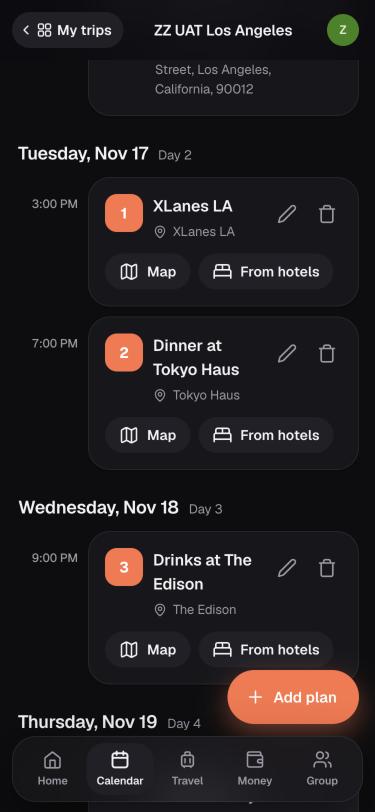 My trips
ZZ UAT Los Angeles
Z
Street, Los Angeles,
California, 90012
Tuesday, Nov 17 Day 2
3:00 PM
1
XLanes LA
XLanes LA
Map
From hotels
7:00 PM
2
Dinner at
Tokyo Haus
Tokyo Haus
Map
From hotels
Wednesday, Nov 18 Day 3
9:00 PM
3
Drinks at The
Edison
The Edison
Map
From hotels
Add plan
Thursday, Nov 19 Day 4
Home
Calendar
Travel
Money
Group